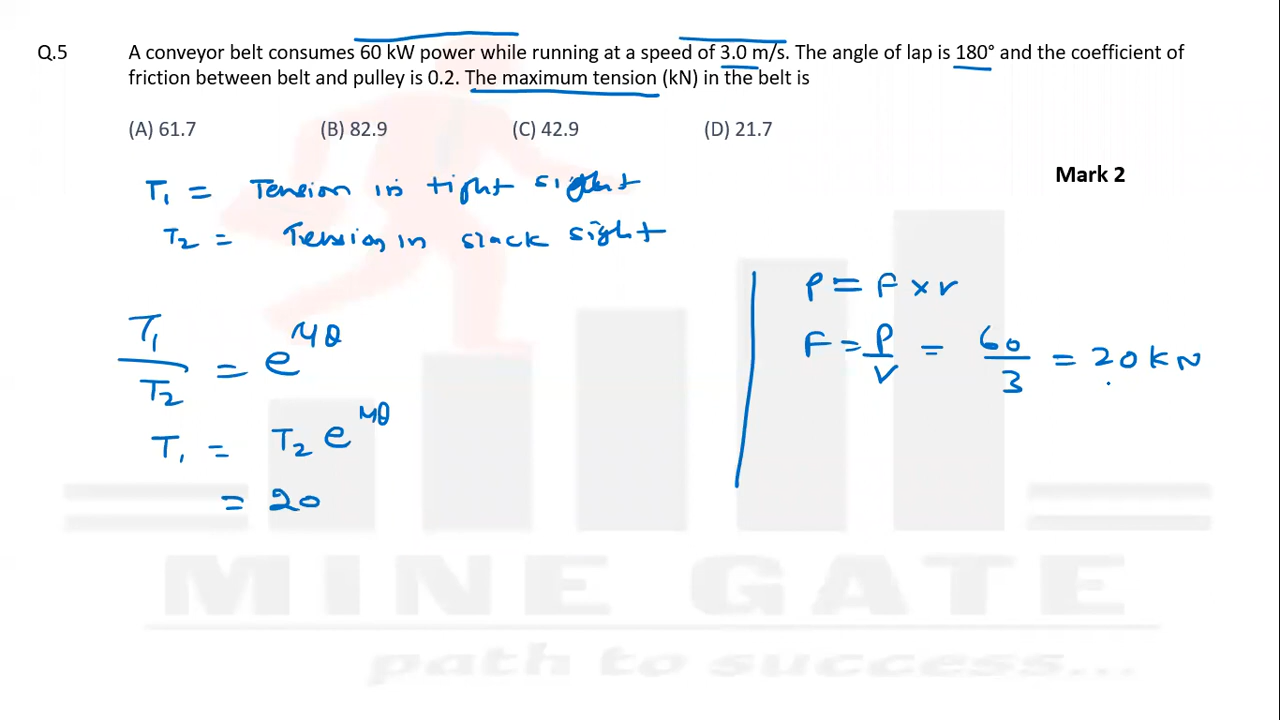 Q.5 A conveyor belt consumes 60 kW power while running at a speed of 3.0 m/s. The angle of lap is 180° and the coefficient of
friction between belt and pulley is 0.2. The maximum tension (kN) in the belt is
(A) 61.7 (B) 82.9 (C) 42.9 (D) 21.7
Mark 2
T₁ = Tension in tight sight
T₂ = Tension in slack sight
P = F × v
F = P/V = 60/3 = 20 kN
T₁/T₂ = e^μθ
T₁ = T₂ e^μθ
= 20
MINE GATE
path to success...